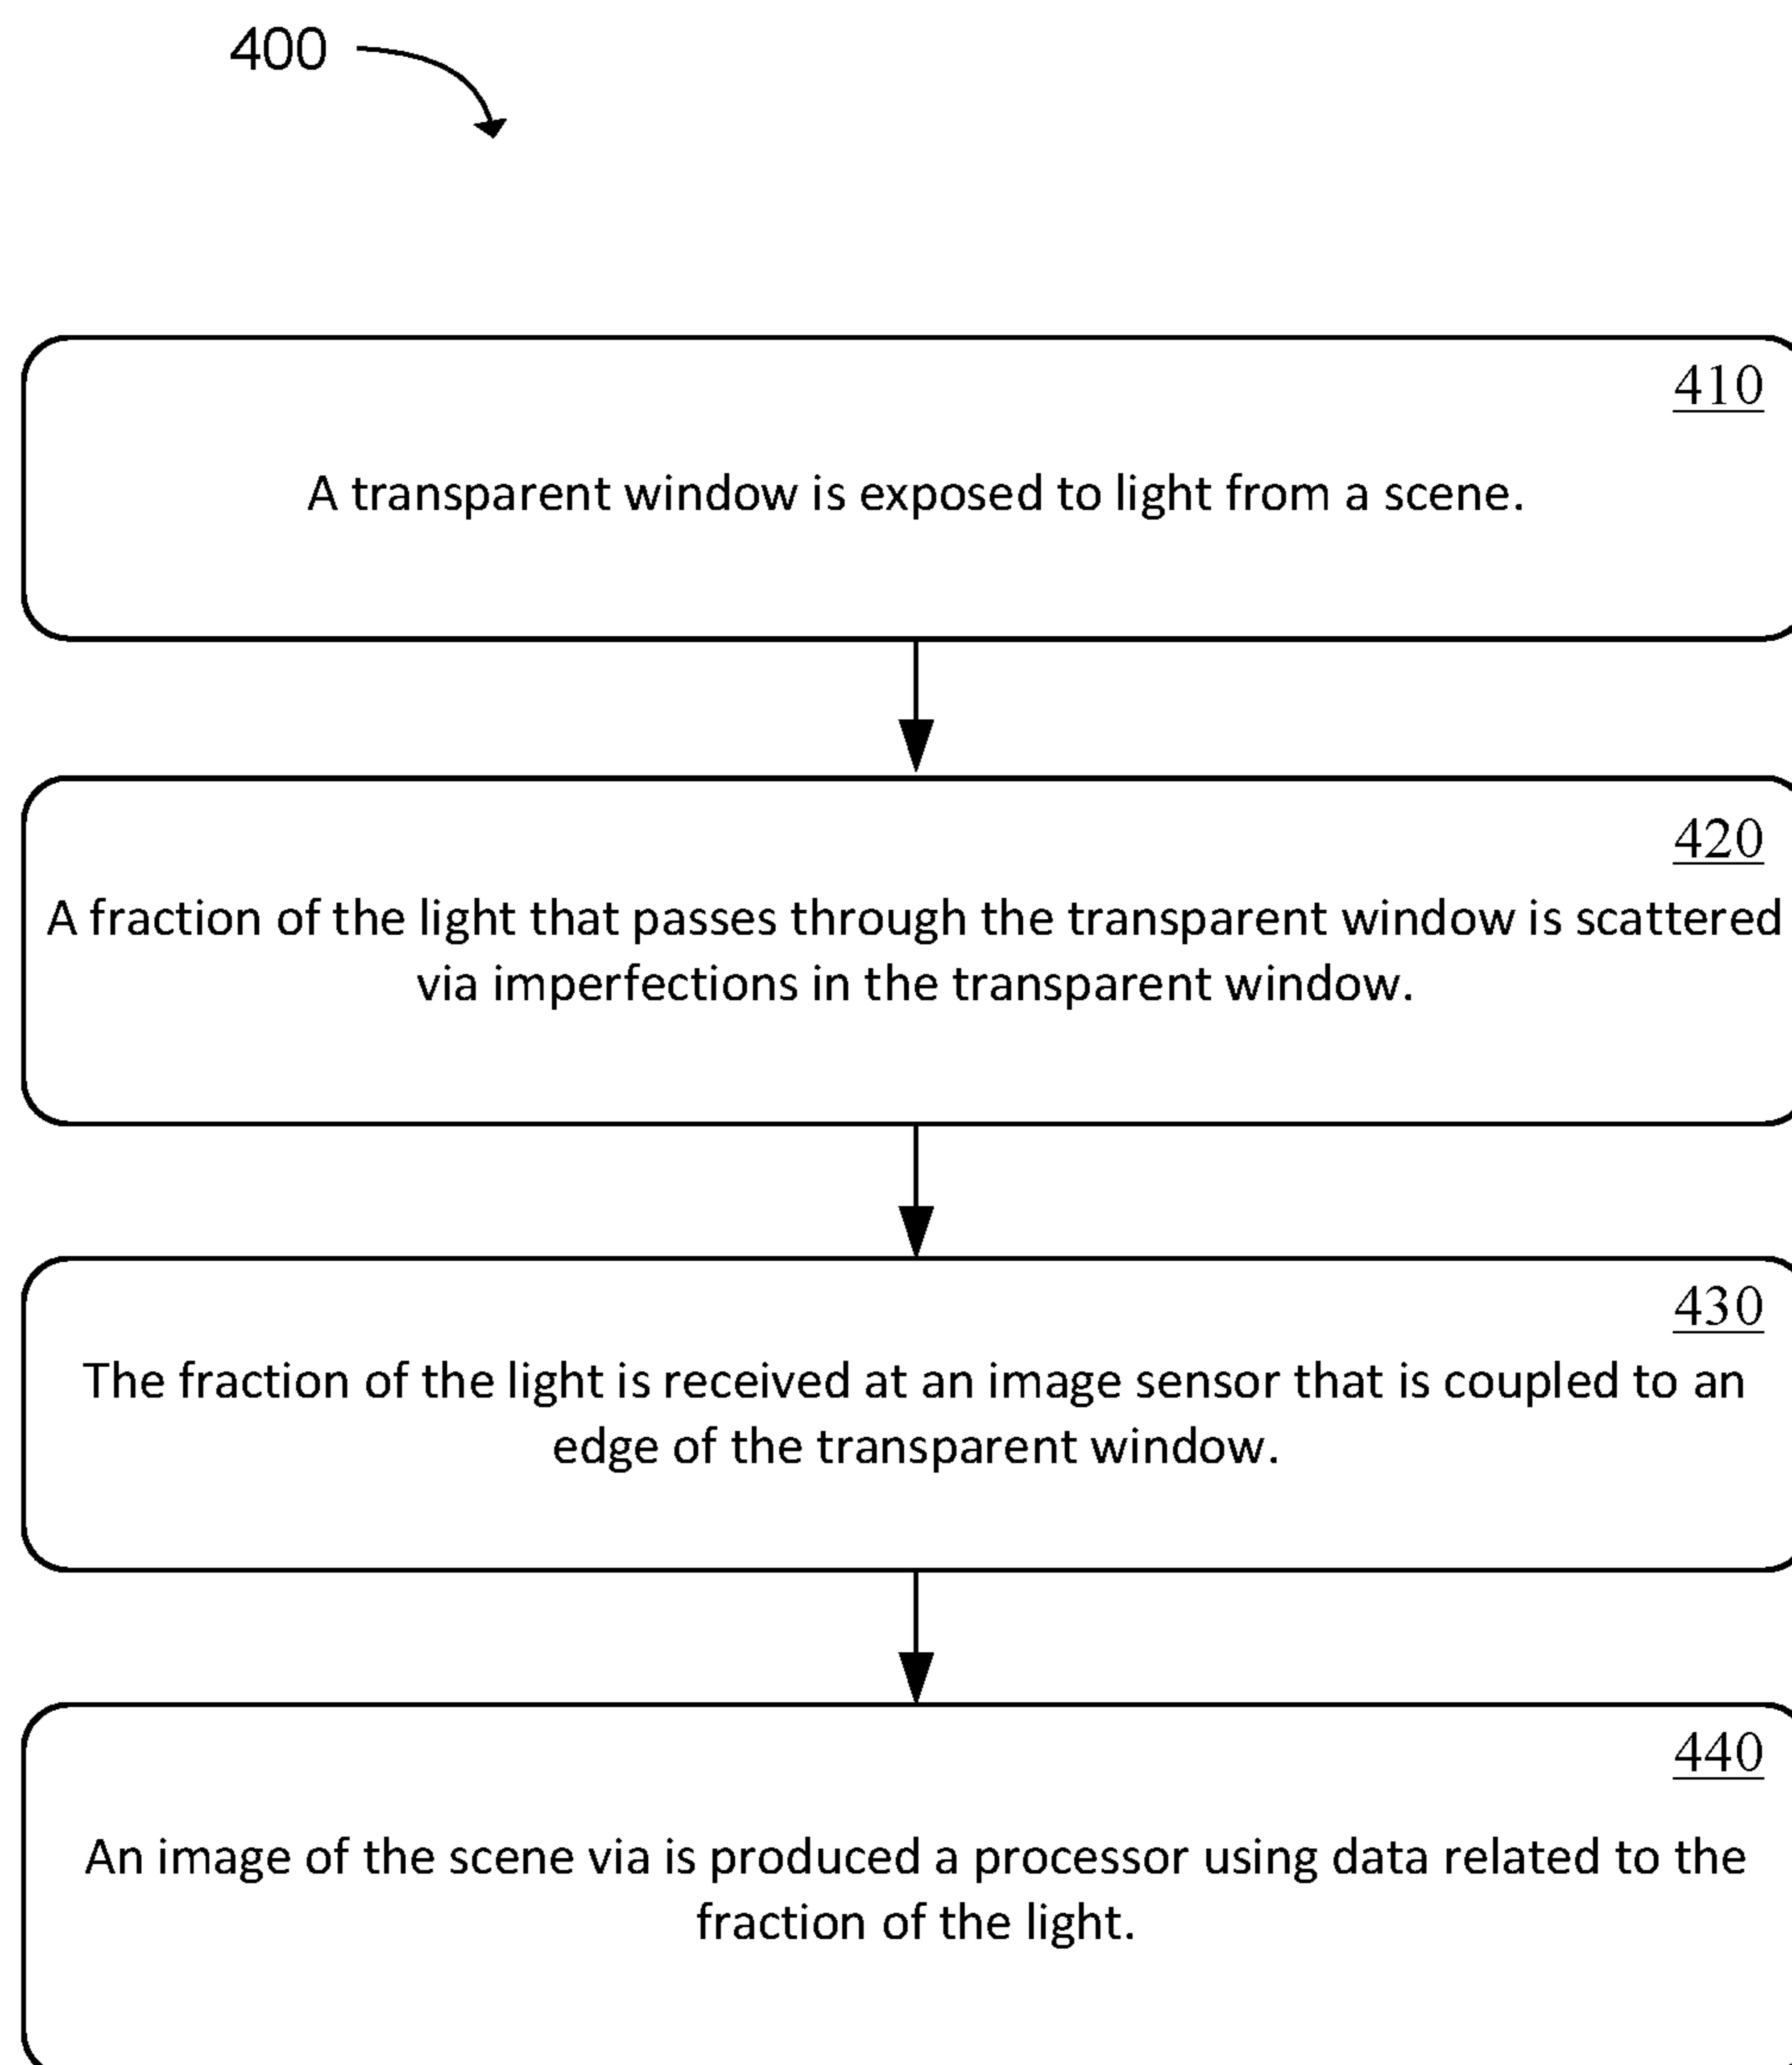 400
410
A transparent window is exposed to light from a scene.
420
A fraction of the light that passes through the transparent window is scattered
via imperfections in the transparent window.
430
The fraction of the light is received at an image sensor that is coupled to an
edge of the transparent window.
440
An image of the scene via is produced a processor using data related to the
fraction of the light.